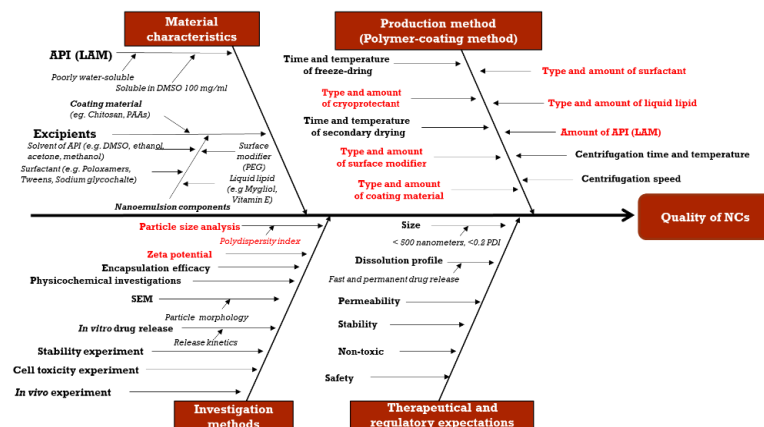 Material
characteristics
Production method
(Polymer-coating method)
API (LAM)
Poorly water-soluble
Soluble in DMSO 100 mg/ml
Coating material
(eg. Chitosan, PAAs)
Excipients
Solvent of API (e.g. DMSO, ethanol,
acetone, methanol)
Surfactant (e.g. Poloxamers,
Tweens, Sodium glycochalte)
Surface
modifier
(PEG)
Liquid lipid
(e.g Mygliol,
Vitamin E)
Nanoemulsion components
Time and temperature
of freeze-dring
Type and amount
of cryoprotectant
Time and temperature
of secondary drying
Type and amount
of surface modifier
Type and amount
of coating material
Type and amount of surfactant
Type and amount of liquid lipid
Amount of API (LAM)
Centrifugation time and temperature
Centrifugation speed
Quality of NCs
Particle size analysis
Polydispersity index
Zeta potential
Encapsulation efficacy
Physicochemical investigations
SEM
Particle morphology
In vitro drug release
Release kinetics
Stability experiment
Cell toxicity experiment
In vivo experiment
Size
< 500 nanometers, <0.2 PDI
Dissolution profile
Fast and permanent drug release
Permeability
Stability
Non-toxic
Safety
Investigation
methods
Therapeutical and
regulatory expectations